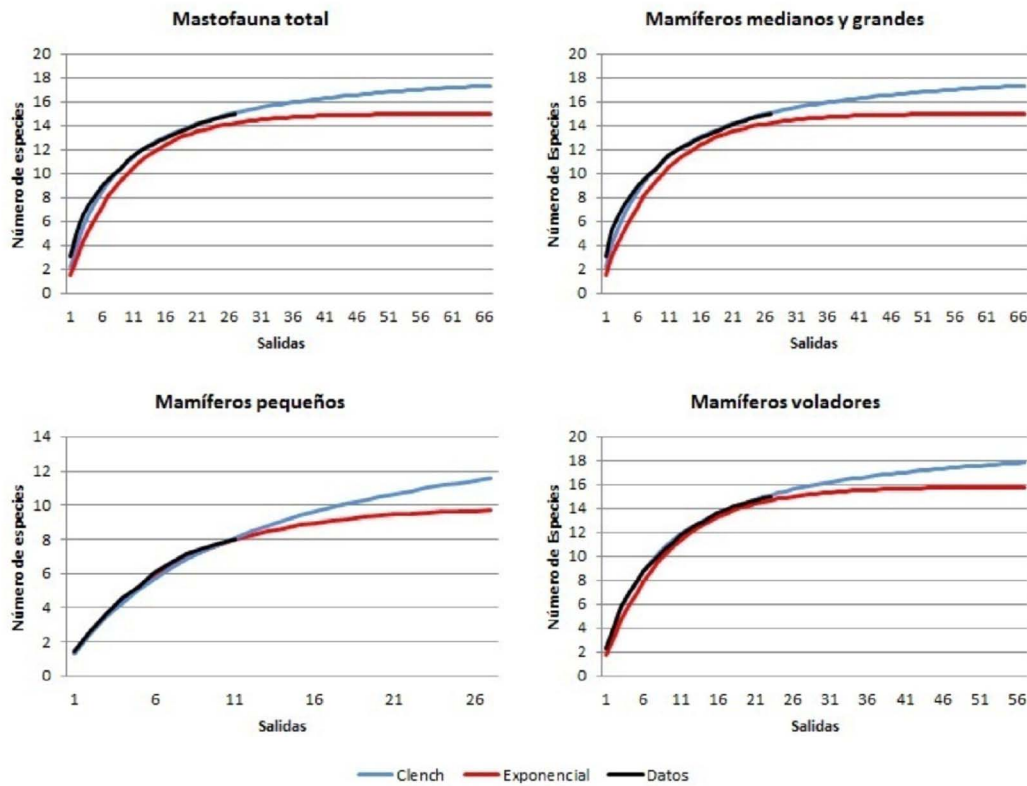 Mastofauna total
Número de especies
20
18
16
14
12
10
8
6
4
2
0
1 6 11 16 21 26 31 36 41 46 51 56 61 66
Salidas
Mamíferos medianos y grandes
Número de Especies
20
18
16
14
12
10
8
6
4
2
0
1 6 11 16 21 26 31 36 41 46 51 56 61 66
Salidas
Mamíferos pequeños
Número de especies
14
12
10
8
6
4
2
0
1 6 11 16 21 26
Salidas
Mamíferos voladores
Número de Especies
20
18
16
14
12
10
8
6
4
2
0
1 6 11 16 21 26 31 36 41 46 51 56
Salidas
Clench Exponencial Datos